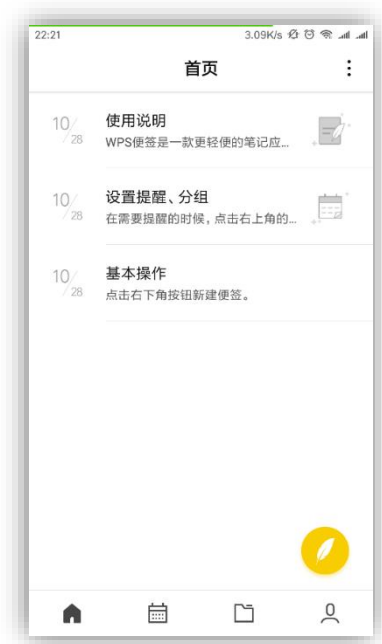 22:21 3.09K/s
首页
10/28
使用说明
WPS便签是一款更轻便的笔记应...
10/28
设置提醒、分组
在需要提醒的时候，点击右上角的...
10/28
基本操作
点击右下角按钮新建便签。